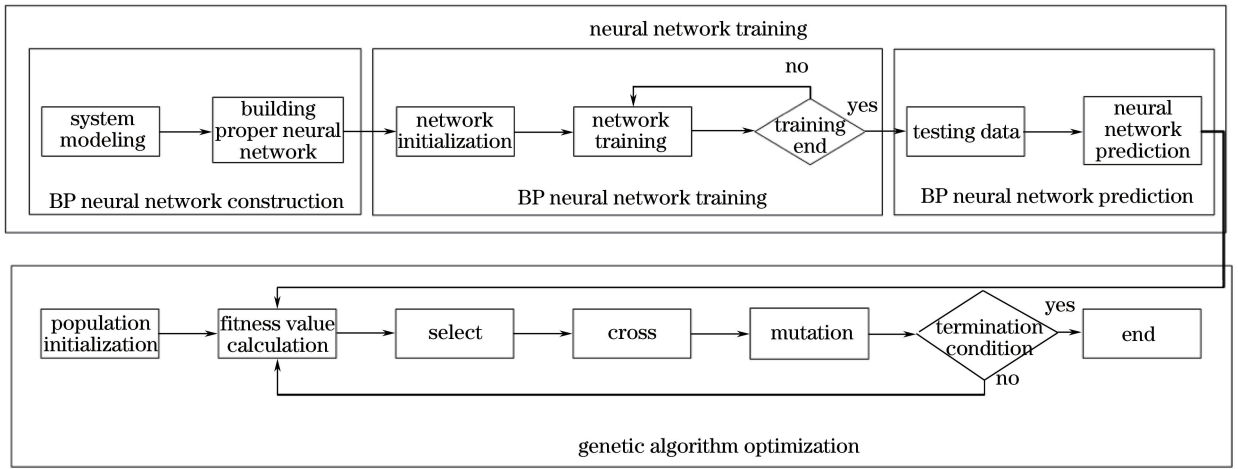 neural network training
system
modeling
building
proper neural
network
BP neural network construction
network
initialization
network
training
no
training
end
yes
BP neural network training
testing data
neural
network
prediction
BP neural network prediction
population
initialization
fitness value
calculation
select
cross
mutation
termination
condition
yes
no
end
genetic algorithm optimization